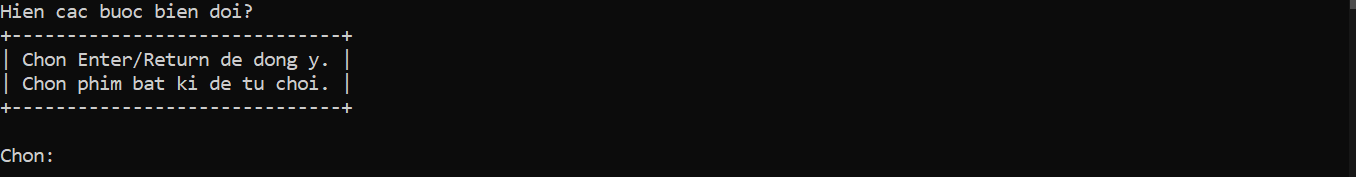 Hien cac buoc bien doi?
+------------------------------+
| Chon Enter/Return de dong y. |
| Chon phim bat ki de tu choi. |
+------------------------------+
Chon: